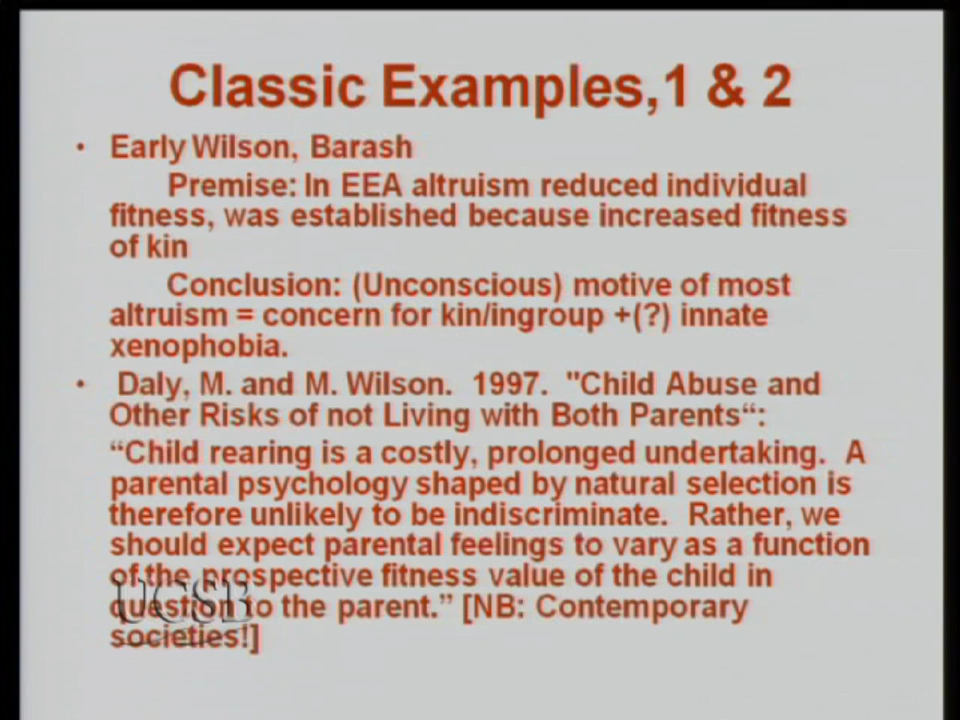 Classic Examples,1 & 2
• Early Wilson, Barash
Premise: In EEA altruism reduced individual
fitness, was established because increased fitness
of kin
Conclusion: (Unconscious) motive of most
altruism = concern for kin/ingroup +(?) innate
xenophobia.
• Daly, M. and M. Wilson.  1997.  "Child Abuse and
Other Risks of not Living with Both Parents“:
“Child rearing is a costly, prolonged undertaking.  A
parental psychology shaped by natural selection is
therefore unlikely to be indiscriminate.  Rather, we
should expect parental feelings to vary as a function
of the prospective fitness value of the child in
question to the parent.” [NB: Contemporary
societies!]
UCSB